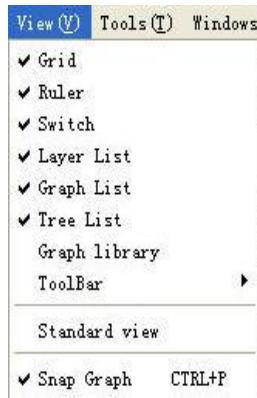 View(V) Tools(T) Windows
Grid
Ruler
Switch
Layer List
Graph List
Tree List
Graph library
ToolBar
Standard view
Snap Graph CTRL+P